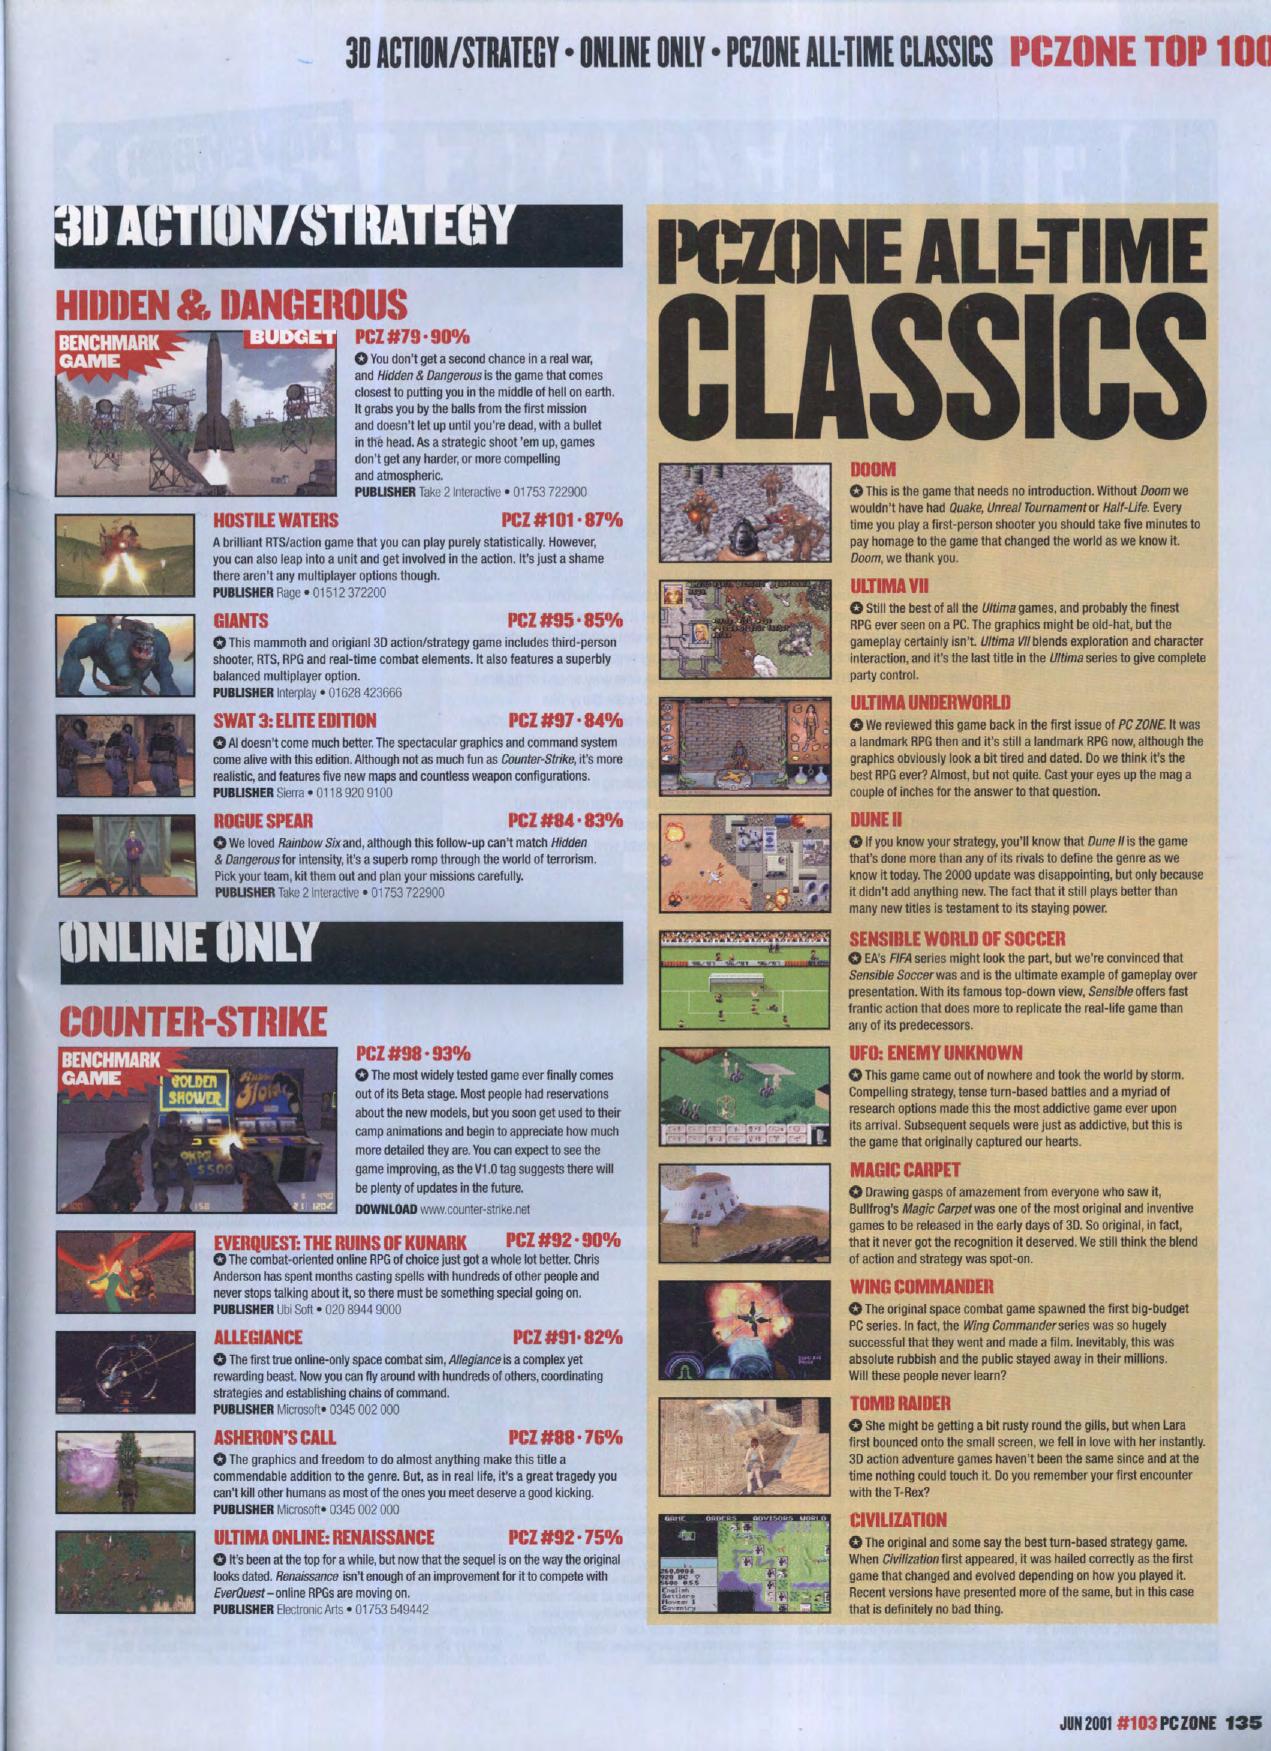 3D ACTION/STRATEGY • ONLINE ONLY • PCZONE ALL-TIME CLASSICS PCZONE TOP 100
3D ACTION/STRATEGY
HIDDEN & DANGEROUS
BENCHMARK
GAME
BUDGET
PCZ #79 · 90%
✪ You don't get a second chance in a real war,
and Hidden & Dangerous is the game that comes
closest to putting you in the middle of hell on earth.
It grabs you by the balls from the first mission
and doesn't let up until you're dead, with a bullet
in the head. As a strategic shoot 'em up, games
don't get any harder, or more compelling
and atmospheric.
PUBLISHER Take 2 Interactive • 01753 722900
HOSTILE WATERS PCZ #101 · 87%
A brilliant RTS/action game that you can play purely statistically. However,
you can also leap into a unit and get involved in the action. It's just a shame
there aren't any multiplayer options though.
PUBLISHER Rage • 01512 372200
GIANTS PCZ #95 · 85%
✪ This mammoth and origianl 3D action/strategy game includes third-person
shooter, RTS, RPG and real-time combat elements. It also features a superbly
balanced multiplayer option.
PUBLISHER Interplay • 01628 423666
SWAT 3: ELITE EDITION PCZ #97 · 84%
✪ AI doesn't come much better. The spectacular graphics and command system
come alive with this edition. Although not as much fun as Counter-Strike, it's more
realistic, and features five new maps and countless weapon configurations.
PUBLISHER Sierra • 0118 920 9100
ROGUE SPEAR PCZ #84 · 83%
✪ We loved Rainbow Six and, although this follow-up can't match Hidden
& Dangerous for intensity, it's a superb romp through the world of terrorism.
Pick your team, kit them out and plan your missions carefully.
PUBLISHER Take 2 Interactive • 01753 722900
ONLINE ONLY
COUNTER-STRIKE
BENCHMARK
GAME
GOLDEN
SHOWER
$500
PCZ #98 · 93%
✪ The most widely tested game ever finally comes
out of its Beta stage. Most people had reservations
about the new models, but you soon get used to their
camp animations and begin to appreciate how much
more detailed they are. You can expect to see the
game improving, as the V1.0 tag suggests there will
be plenty of updates in the future.
DOWNLOAD www.counter-strike.net
EVERQUEST: THE RUINS OF KUNARK PCZ #92 · 90%
✪ The combat-oriented online RPG of choice just got a whole lot better. Chris
Anderson has spent months casting spells with hundreds of other people and
never stops talking about it, so there must be something special going on.
PUBLISHER Ubi Soft • 020 8944 9000
ALLEGIANCE PCZ #91 · 82%
✪ The first true online-only space combat sim, Allegiance is a complex yet
rewarding beast. Now you can fly around with hundreds of others, coordinating
strategies and establishing chains of command.
PUBLISHER Microsoft• 0345 002 000
ASHERON'S CALL PCZ #88 · 76%
✪ The graphics and freedom to do almost anything make this title a
commendable addition to the genre. But, as in real life, it's a great tragedy you
can't kill other humans as most of the ones you meet deserve a good kicking.
PUBLISHER Microsoft• 0345 002 000
ULTIMA ONLINE: RENAISSANCE PCZ #92 · 75%
✪ It's been at the top for a while, but now that the sequel is on the way the original
looks dated. Renaissance isn't enough of an improvement for it to compete with
EverQuest – online RPGs are moving on.
PUBLISHER Electronic Arts • 01753 549442
PCZONE ALL-TIME
CLASSICS
DOOM
✪ This is the game that needs no introduction. Without Doom we
wouldn't have had Quake, Unreal Tournament or Half-Life. Every
time you play a first-person shooter you should take five minutes to
pay homage to the game that changed the world as we know it.
Doom, we thank you.
ULTIMA VII
✪ Still the best of all the Ultima games, and probably the finest
RPG ever seen on a PC. The graphics might be old-hat, but the
gameplay certainly isn't. Ultima VII blends exploration and character
interaction, and it's the last title in the Ultima series to give complete
party control.
ULTIMA UNDERWORLD
✪ We reviewed this game back in the first issue of PC ZONE. It was
a landmark RPG then and it's still a landmark RPG now, although the
graphics obviously look a bit tired and dated. Do we think it's the
best RPG ever? Almost, but not quite. Cast your eyes up the mag a
couple of inches for the answer to that question.
DUNE II
✪ If you know your strategy, you'll know that Dune II is the game
that's done more than any of its rivals to define the genre as we
know it today. The 2000 update was disappointing, but only because
it didn't add anything new. The fact that it still plays better than
many new titles is testament to its staying power.
SENSIBLE WORLD OF SOCCER
✪ EA's FIFA series might look the part, but we're convinced that
Sensible Soccer was and is the ultimate example of gameplay over
presentation. With its famous top-down view, Sensible offers fast
frantic action that does more to replicate the real-life game than
any of its predecessors.
UFO: ENEMY UNKNOWN
✪ This game came out of nowhere and took the world by storm.
Compelling strategy, tense turn-based battles and a myriad of
research options made this the most addictive game ever upon
its arrival. Subsequent sequels were just as addictive, but this is
the game that originally captured our hearts.
MAGIC CARPET
✪ Drawing gasps of amazement from everyone who saw it,
Bullfrog's Magic Carpet was one of the most original and inventive
games to be released in the early days of 3D. So original, in fact,
that it never got the recognition it deserved. We still think the blend
of action and strategy was spot-on.
WING COMMANDER
✪ The original space combat game spawned the first big-budget
PC series. In fact, the Wing Commander series was so hugely
successful that they went and made a film. Inevitably, this was
absolute rubbish and the public stayed away in their millions.
Will these people never learn?
TOMB RAIDER
✪ She might be getting a bit rusty round the gills, but when Lara
first bounced onto the small screen, we fell in love with her instantly.
3D action adventure games haven't been the same since and at the
time nothing could touch it. Do you remember your first encounter
with the T-Rex?
GAME ORDERS ADVISORS WORLD
English
Settlers
Coventry
CIVILIZATION
✪ The original and some say the best turn-based strategy game.
When Civilization first appeared, it was hailed correctly as the first
game that changed and evolved depending on how you played it.
Recent versions have presented more of the same, but in this case
that is definitely no bad thing.
JUN 2001 #103 PC ZONE 135